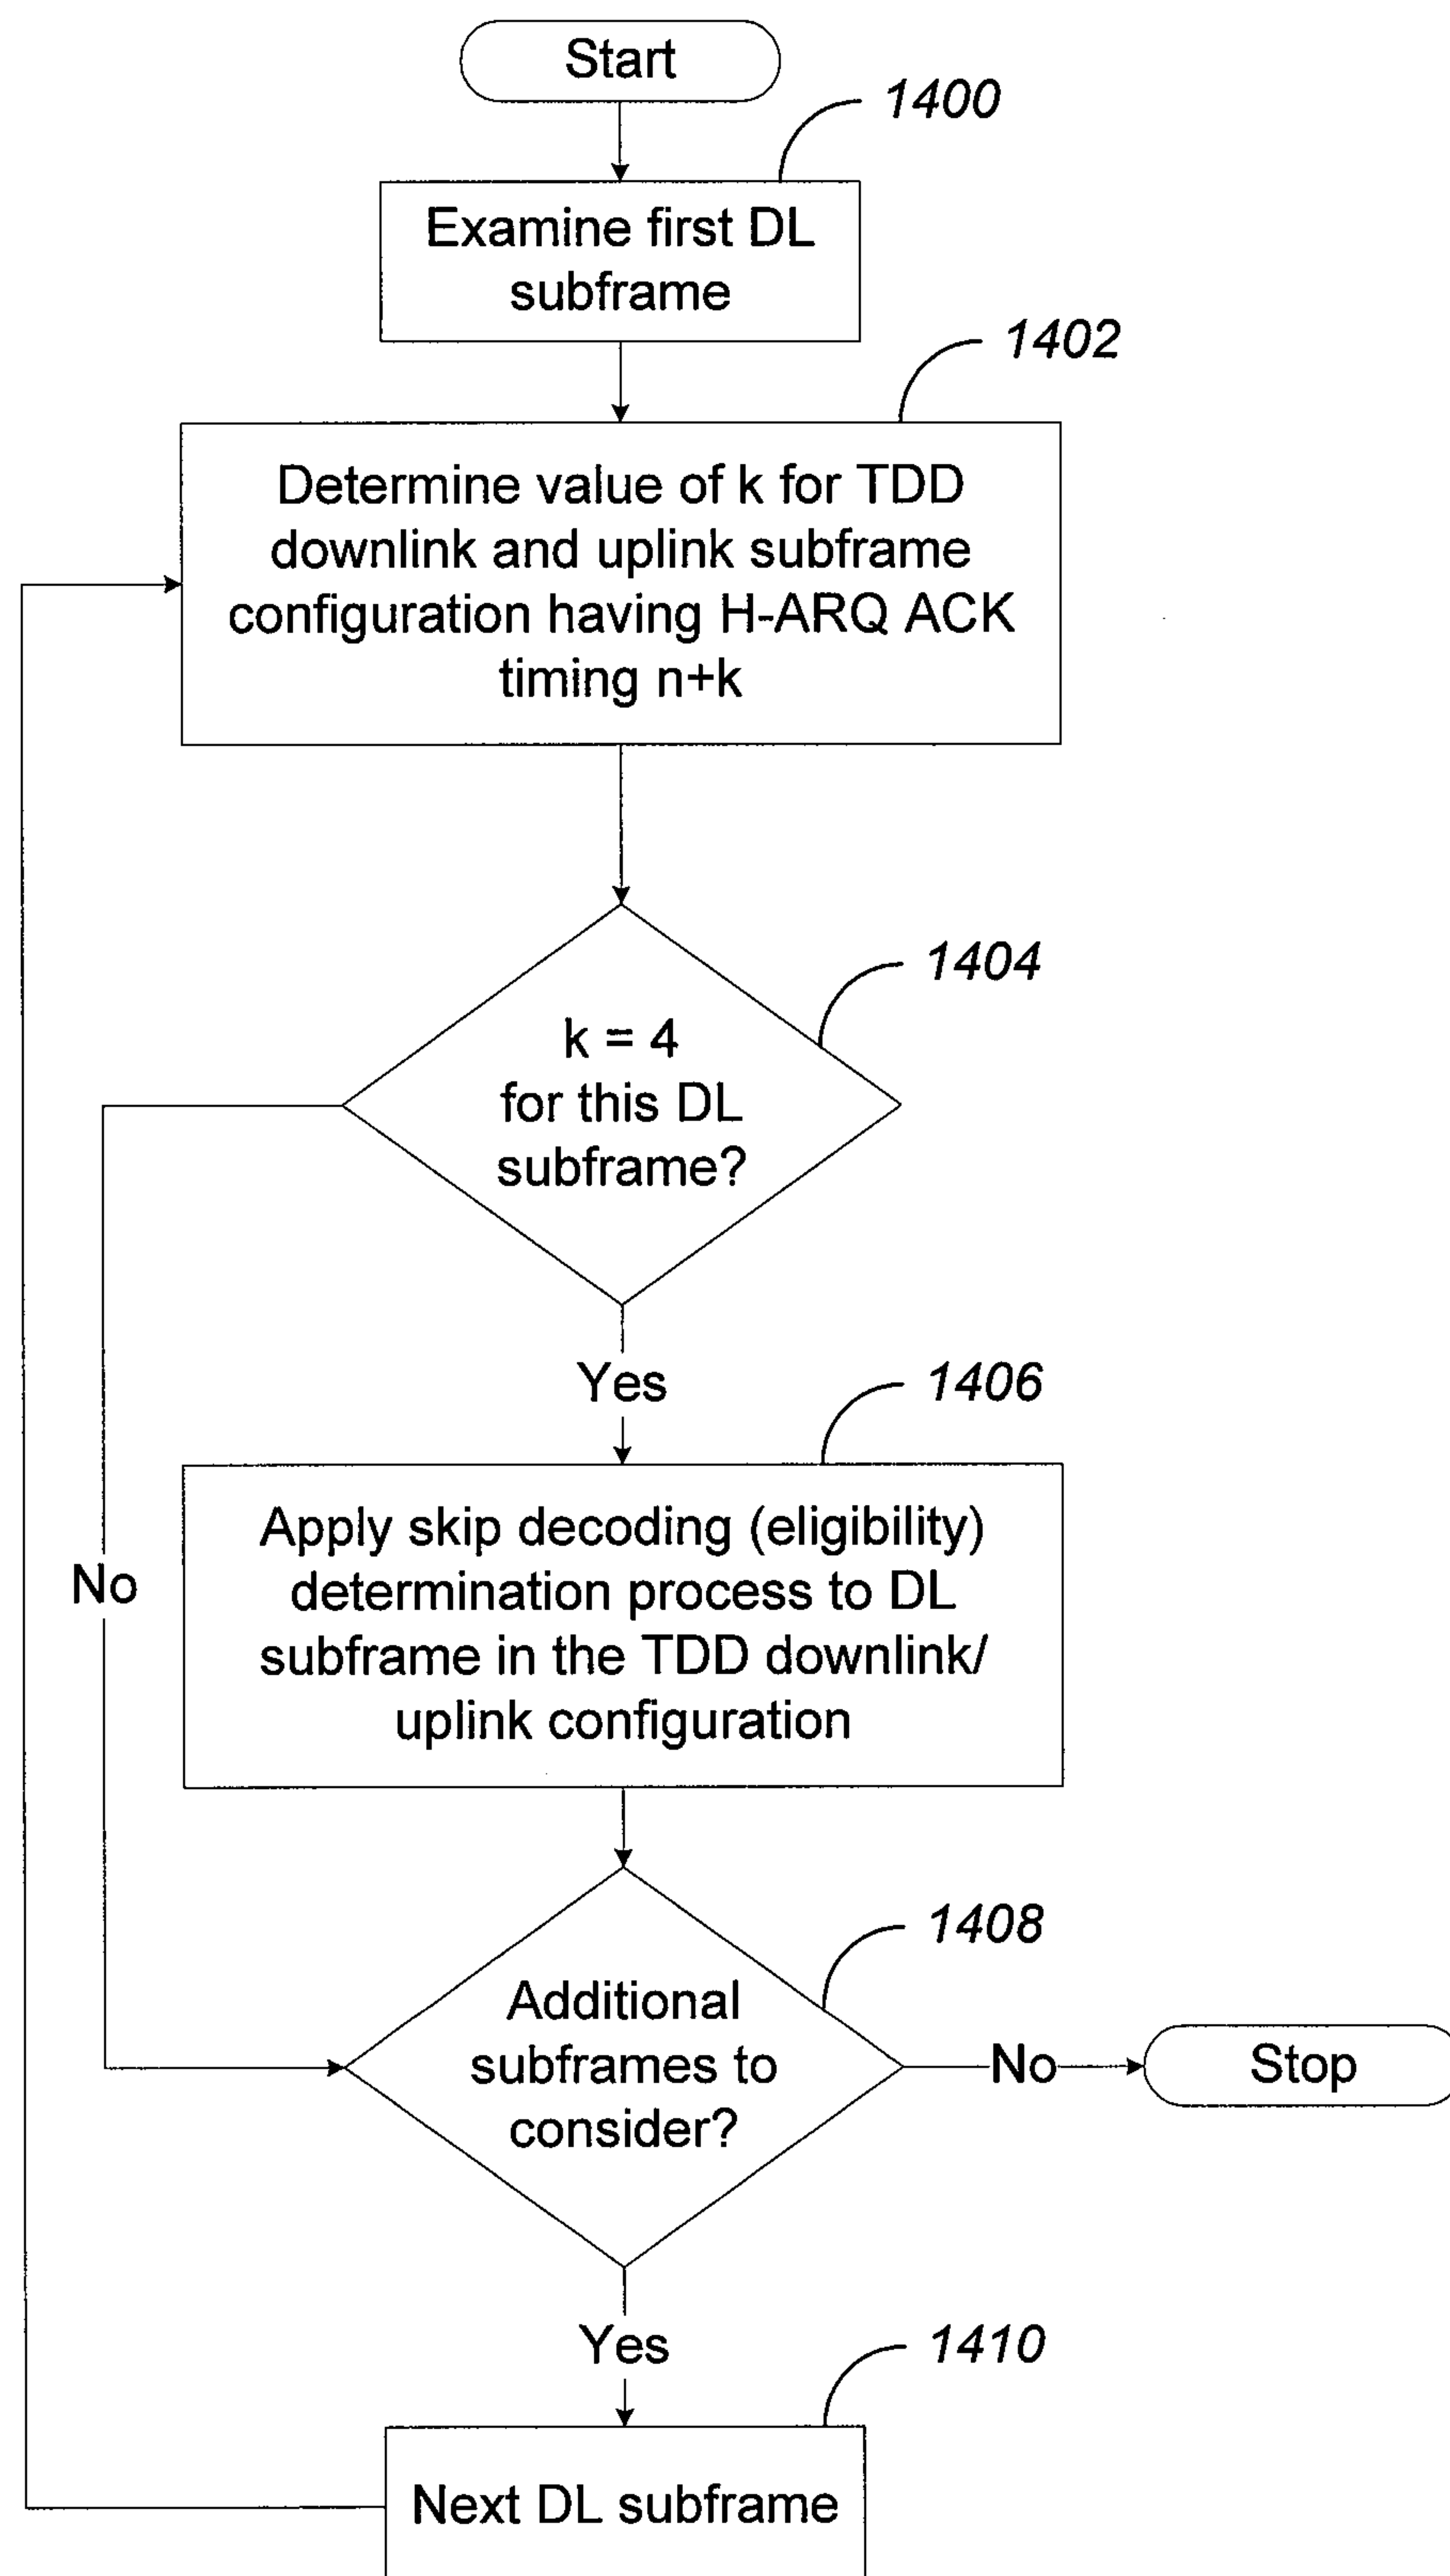 Start
1400
Examine first DL
subframe
1402
Determine value of k for TDD
downlink and uplink subframe
configuration having H-ARQ ACK
timing n+k
1404
k = 4
for this DL
subframe?
Yes
1406
No
Apply skip decoding (eligibility)
determination process to DL
subframe in the TDD downlink/
uplink configuration
1408
Additional
subframes to
consider?
No
Stop
Yes
1410
Next DL subframe